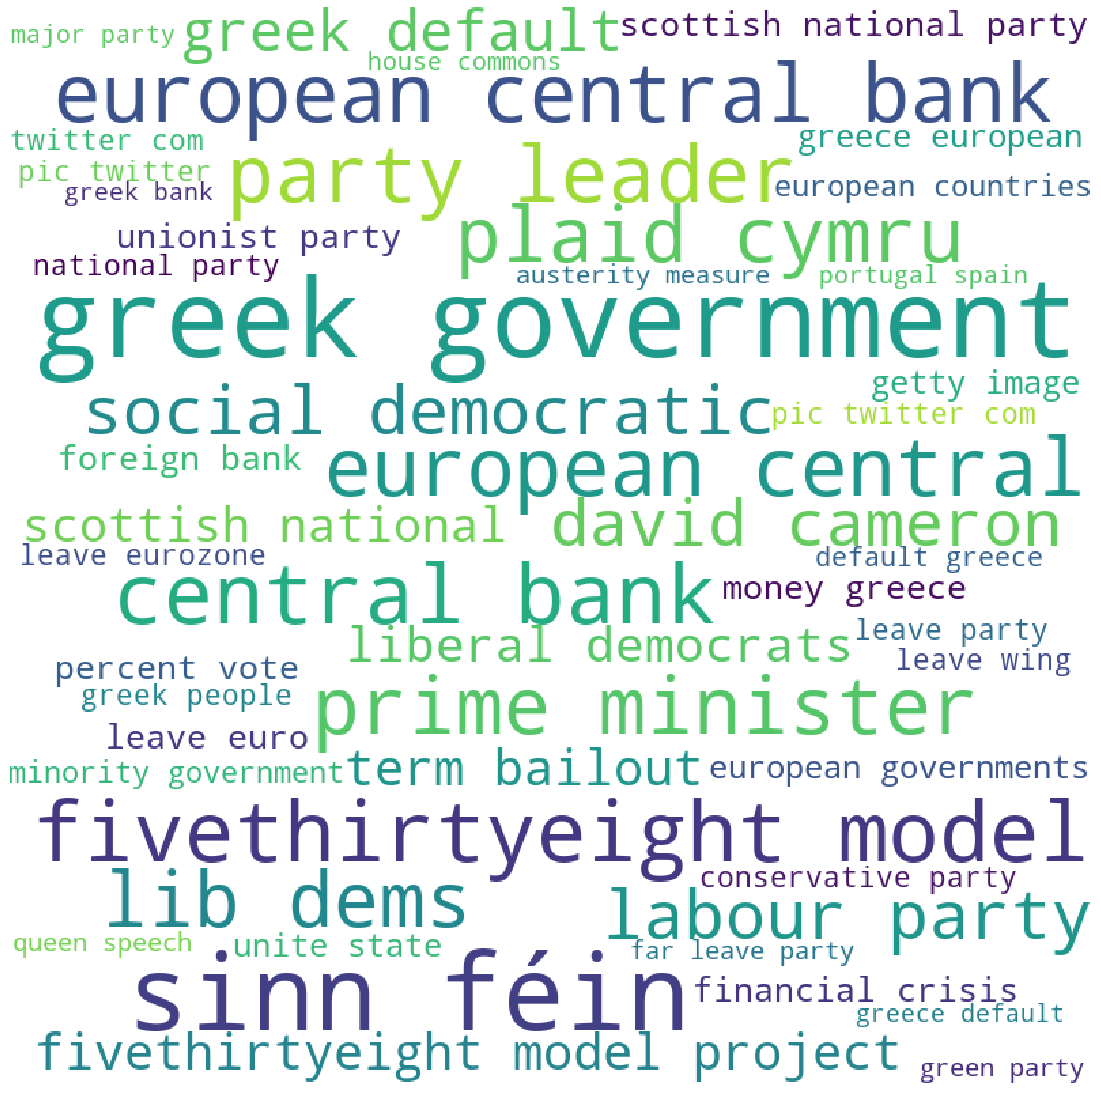 major party greek default scottish national party
house commons
european central bank
twitter com greece european
pic twitter party leader european countries
greek bank
unionist party plaid cymru
national party austerity measure portugal spain
greek government
getty image
social democratic pic twitter com
foreign bank european central
scottish national david cameron
leave eurozone default greece
central bank money greece
liberal democrats leave party
percent vote leave wing
greek people prime minister
leave euro
minority government term bailout european governments
fivethirtyeight model
conservative party
lib dems labour party
queen speech unite state far leave party
sinn féin financial crisis
greece default
fivethirtyeight model project green party